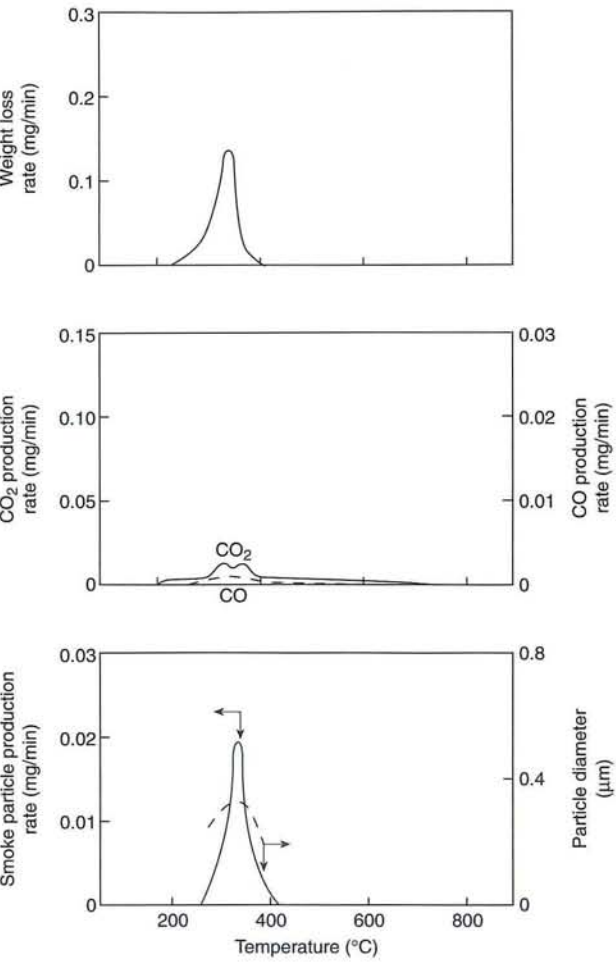 Weight loss
rate (mg/min)
0.3
0.2
0.1
0
CO2 production
rate (mg/min)
0.15
0.10
0.05
0
CO2
CO
0.03
0.02
0.01
0
CO production
rate (mg/min)
Smoke particle production
rate (mg/min)
0.03
0.02
0.01
0
0.8
0.4
0
Particle diameter
(μm)
200 400 600 800
Temperature (°C)